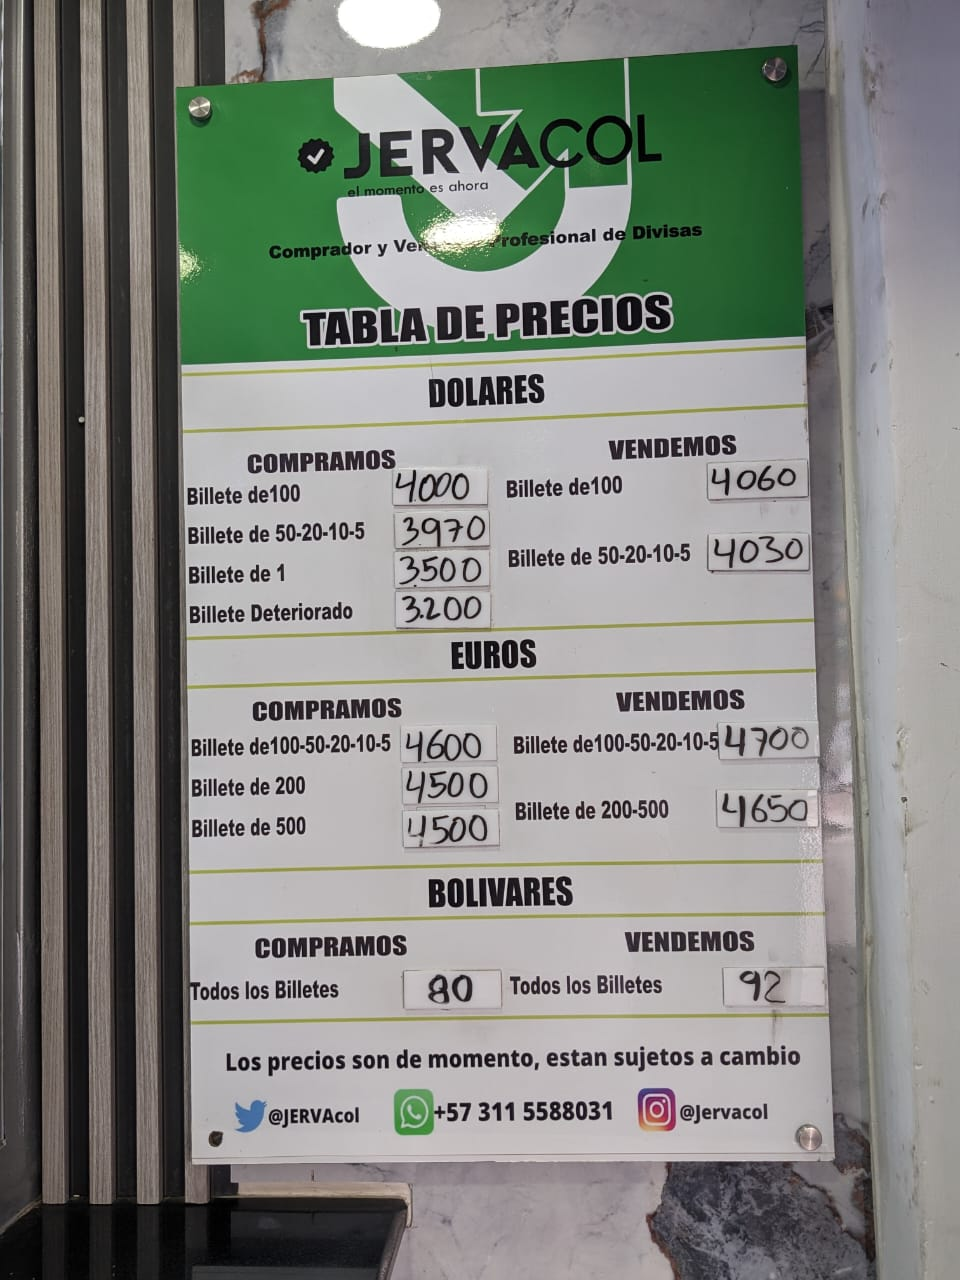 JERVACOL
el momento es ahora
Comprador y Profesional de Divisas
TABLA DE PRECIOS
DOLARES
COMPRAMOS VENDEMOS
Billete de100 4000 Billete de100 4060
Billete de 50-20-10-5 3970
Billete de 50-20-10-5 4030
Billete de 1 3500
Billete Deteriorado 3.200
EUROS
COMPRAMOS VENDEMOS
Billete de100-50-20-10-5 4600 Billete de100-50-20-10-5 4700
Billete de 200 4500
Billete de 200-500 4650
Billete de 500 4500
BOLIVARES
COMPRAMOS VENDEMOS
Todos los Billetes 80 Todos los Billetes 92
Los precios son de momento, estan sujetos a cambio
@JERVAcol +57 311 5588031 @Jervacol